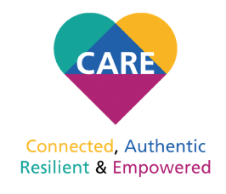 CARE
Connected, Authentic
Resilient & Empowered